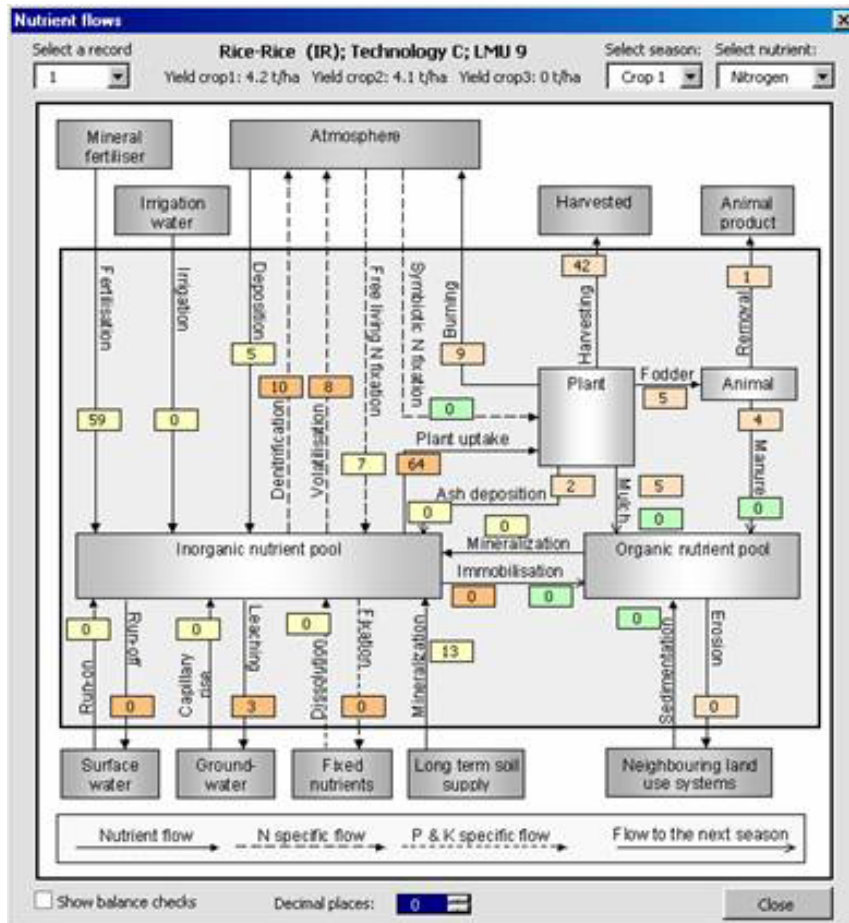 Nutrient flows
Select a record
1
Rice-Rice (IR); Technology C; LMU 9
Yield crop1: 4.2 t/ha Yield crop2: 4.1 t/ha Yield crop3: 0 t/ha
Select season:
Crop 1
Select nutrient:
Nitrogen
Mineral
fertiliser
Atmosphere
Irrigation
water
Harvested
Animal
product
Fertilisation
59
Irrigation
0
Deposition
5
Denitrification
10
Volatilisation
8
Free living N fixation
7
Symbiotic N fixation
0
Burning
9
Harvesting
42
Removal
1
Plant
Fodder
5
Animal
Plant uptake
64
Ash deposition
0
2
Mulch
5
0
4
Manure
0
0
Inorganic nutrient pool
Mineralization
Immobilisation
0
0
Organic nutrient pool
Run-on
0
Run-off
0
Capillary
rise
0
Leaching
3
Dissolution
0
Fixation
0
Mineralization
13
Sedimentation
0
Erosion
0
Surface
water
Ground-
water
Fixed
nutrients
Long term soil
supply
Neighbouring land
use systems
Nutrient flow
N specific flow
P & K specific flow
Flow to the next season
Show balance checks
Decimal places:
0
Close